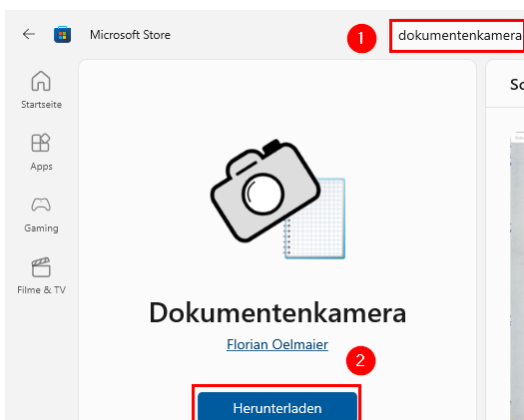 Microsoft Store
1
dokumentenkamera
Startseite
Apps
Gaming
Filme & TV
Dokumentenkamera
Florian Oelmaier
2
Herunterladen